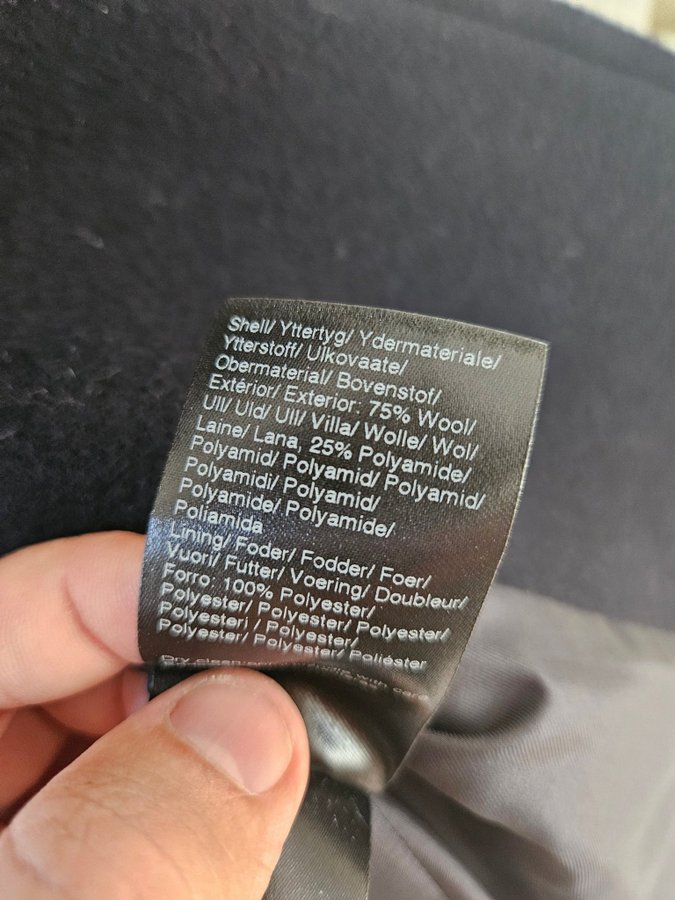 Shell/ Yttertyg/ Ydermateriale/
Ytterstoff/ Ulkovaate/
Obermaterial/ Bovenstof/
Extérior/ Exterior: 75% Wool/
Ull/ Uld/ Ull/ Villa/ Wolle/ Wol/
Laine/ Lana, 25% Polyamide/
Polyamid/ Polyamid/ Polyamid/
Polyamidi/ Polyamid/
Polyamide/ Polyamide/
Poliamida
Lining/ Foder/ Fodder/ Foer/
Vuori/ Futter/ Voering/ Doubleur/
Forro: 100% Polyester/
Polyester/ Polyester/ Polyester/
Polyesteri / Polyester/
Polyester/ Polyester/ Poliéster
with care